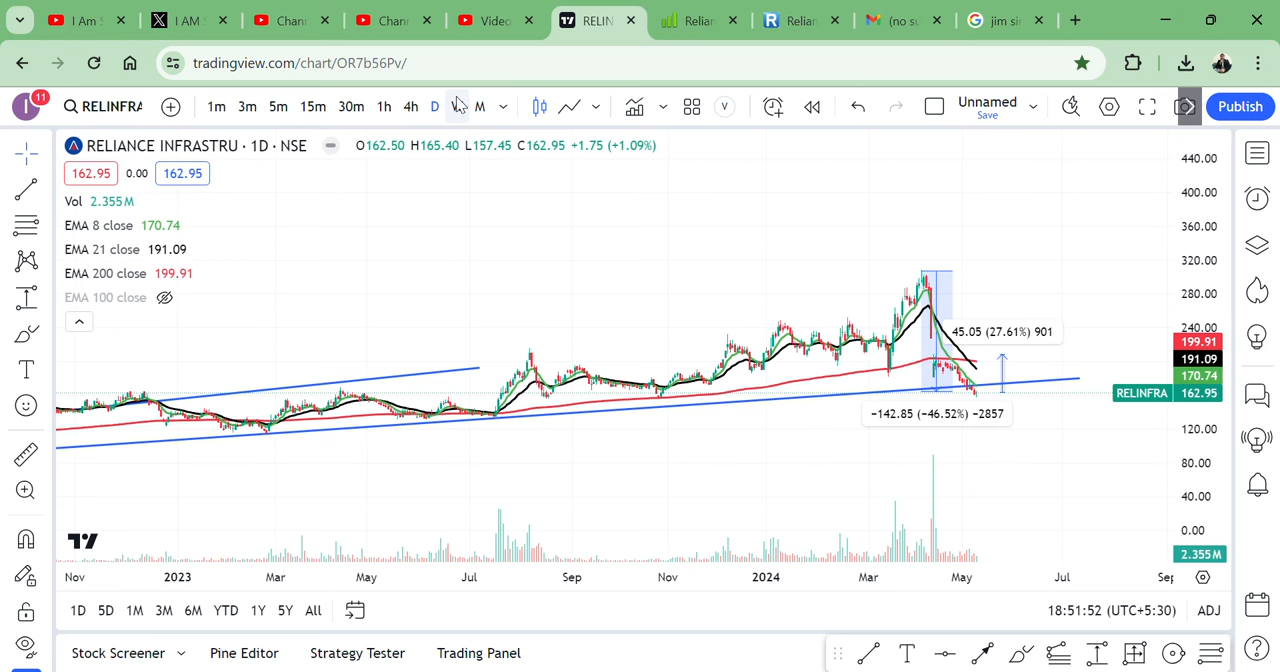 I Am
I AM
Chann
Chann
Video
RELIN
Relian
Relian
(no su
jim si
tradingview.com/chart/OR7b56Pv/
I 11 RELINFRA 1m 3m 5m 15m 30m 1h 4h D M V Unnamed Save Publish
RELIANCE INFRASTRU · 1D · NSE O162.50 H165.40 L157.45 C162.95 +1.75 (+1.09%)
162.95 0.00 162.95
Vol 2.355M
EMA 8 close 170.74
EMA 21 close 191.09
EMA 200 close 199.91
EMA 100 close
45.05 (27.61%) 901
−142.85 (−46.52%) −2857
440.00
400.00
360.00
320.00
280.00
240.00
199.91
191.09
170.74
RELINFRA 162.95
120.00
80.00
40.00
0.00
2.355M
Nov 2023 Mar May Jul Sep Nov 2024 Mar May Jul Sep
1D 5D 1M 3M 6M YTD 1Y 5Y All 18:51:52 (UTC+5:30) ADJ
Stock Screener Pine Editor Strategy Tester Trading Panel